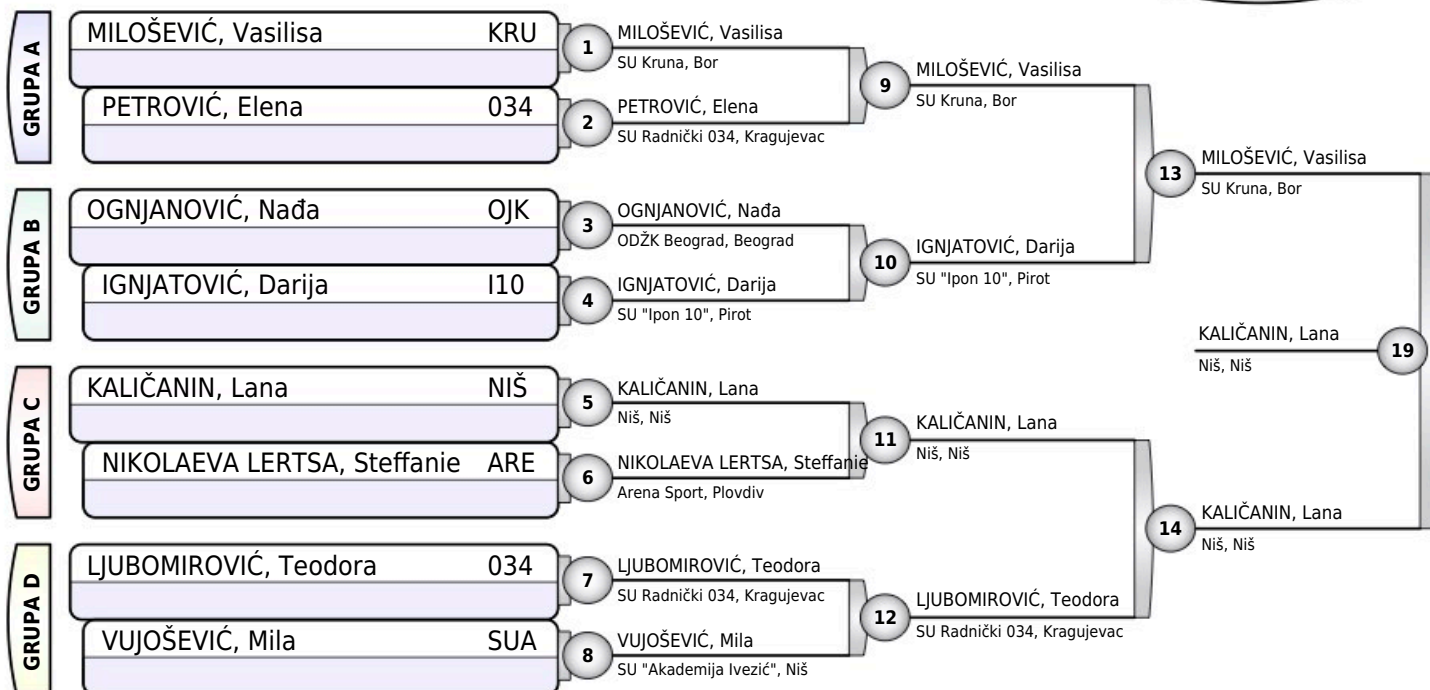 GRUPA A
MILOŠEVIĆ, Vasilisa KRU
PETROVIĆ, Elena 034
GRUPA B
OGNJANOVIĆ, Nađa OJK
IGNJATOVIĆ, Darija I10
GRUPA C
KALIČANIN, Lana NIŠ
NIKOLAEVA LERTSA, Steffanie ARE
GRUPA D
LJUBOMIROVIĆ, Teodora 034
VUJOŠEVIĆ, Mila SUA
1 MILOŠEVIĆ, Vasilisa
SU Kruna, Bor
2 PETROVIĆ, Elena
SU Radnički 034, Kragujevac
3 OGNJANOVIĆ, Nađa
ODŽK Beograd, Beograd
4 IGNJATOVIĆ, Darija
SU "Ipon 10", Pirot
5 KALIČANIN, Lana
Niš, Niš
6 NIKOLAEVA LERTSA, Steffanie
Arena Sport, Plovdiv
7 LJUBOMIROVIĆ, Teodora
SU Radnički 034, Kragujevac
8 VUJOŠEVIĆ, Mila
SU "Akademija Ivezić", Niš
9 MILOŠEVIĆ, Vasilisa
SU Kruna, Bor
10 IGNJATOVIĆ, Darija
SU "Ipon 10", Pirot
11 KALIČANIN, Lana
Niš, Niš
12 LJUBOMIROVIĆ, Teodora
SU Radnički 034, Kragujevac
13 MILOŠEVIĆ, Vasilisa
SU Kruna, Bor
14 KALIČANIN, Lana
Niš, Niš
KALIČANIN, Lana 19
Niš, Niš